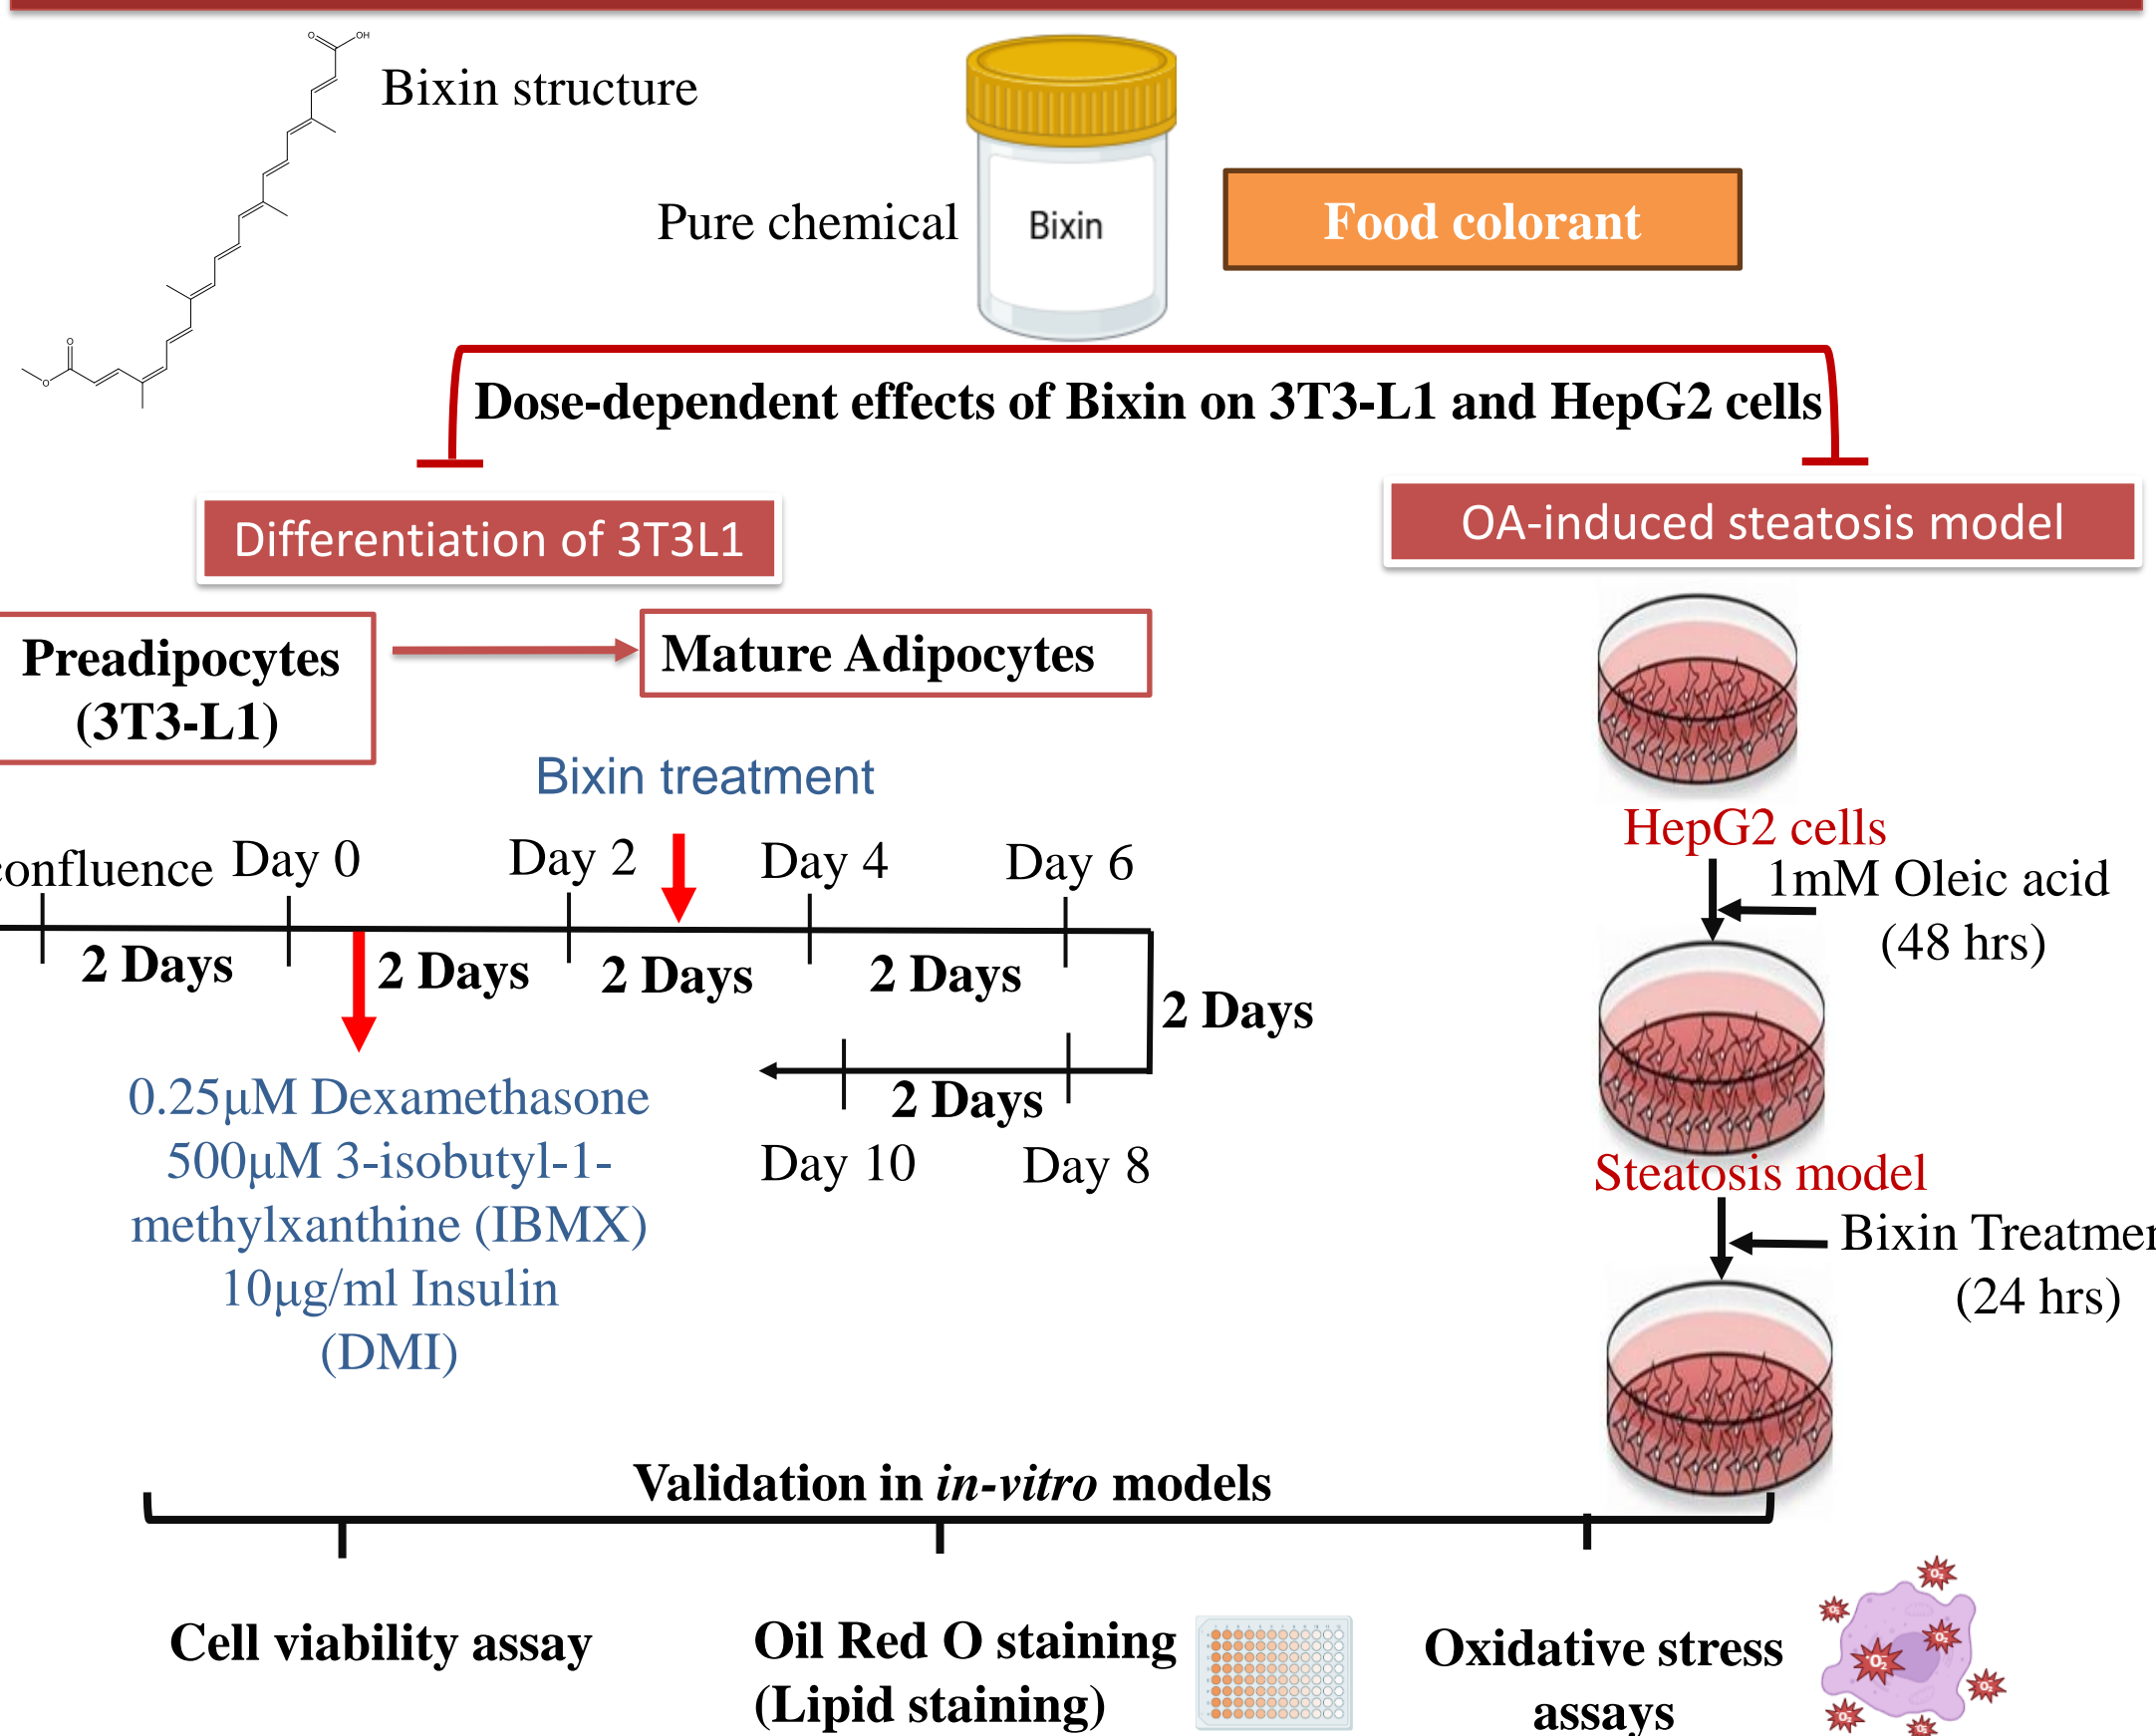 O
OH
Bixin structure
O
O
Pure chemical
Bixin
Food colorant
Dose-dependent effects of Bixin on 3T3-L1 and HepG2 cells
Differentiation of 3T3L1
OA-induced steatosis model
Preadipocytes
(3T3-L1)
Mature Adipocytes
Bixin treatment
confluence
Day 0
Day 2
Day 4
Day 6
2 Days
2 Days
2 Days
2 Days
2 Days
2 Days
Day 10
Day 8
0.25µM Dexamethasone
500µM 3-isobutyl-1-
methylxanthine (IBMX)
10µg/ml Insulin
(DMI)
HepG2 cells
1mM Oleic acid
(48 hrs)
Steatosis model
Bixin Treatmen
(24 hrs)
Validation in in-vitro models
Cell viability assay
Oil Red O staining
(Lipid staining)
Oxidative stress
assays